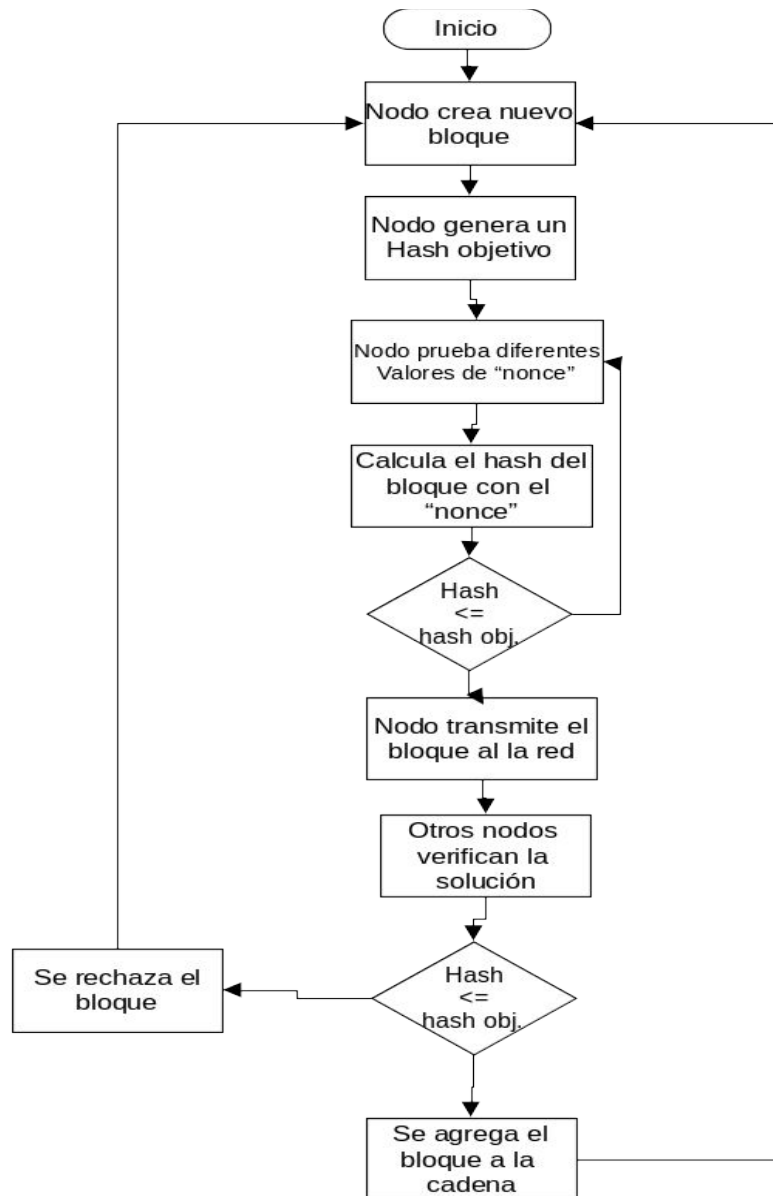 Inicio
Nodo crea nuevo
bloque
Nodo genera un
Hash objetivo
Nodo prueba diferentes
Valores de “nonce”
Calcula el hash del
bloque con el
“nonce”
Hash
<=
hash obj.
Nodo transmite el
bloque al la red
Otros nodos
verifican la
solución
Se rechaza el
bloque
Hash
<=
hash obj.
Se agrega el
bloque a la
cadena